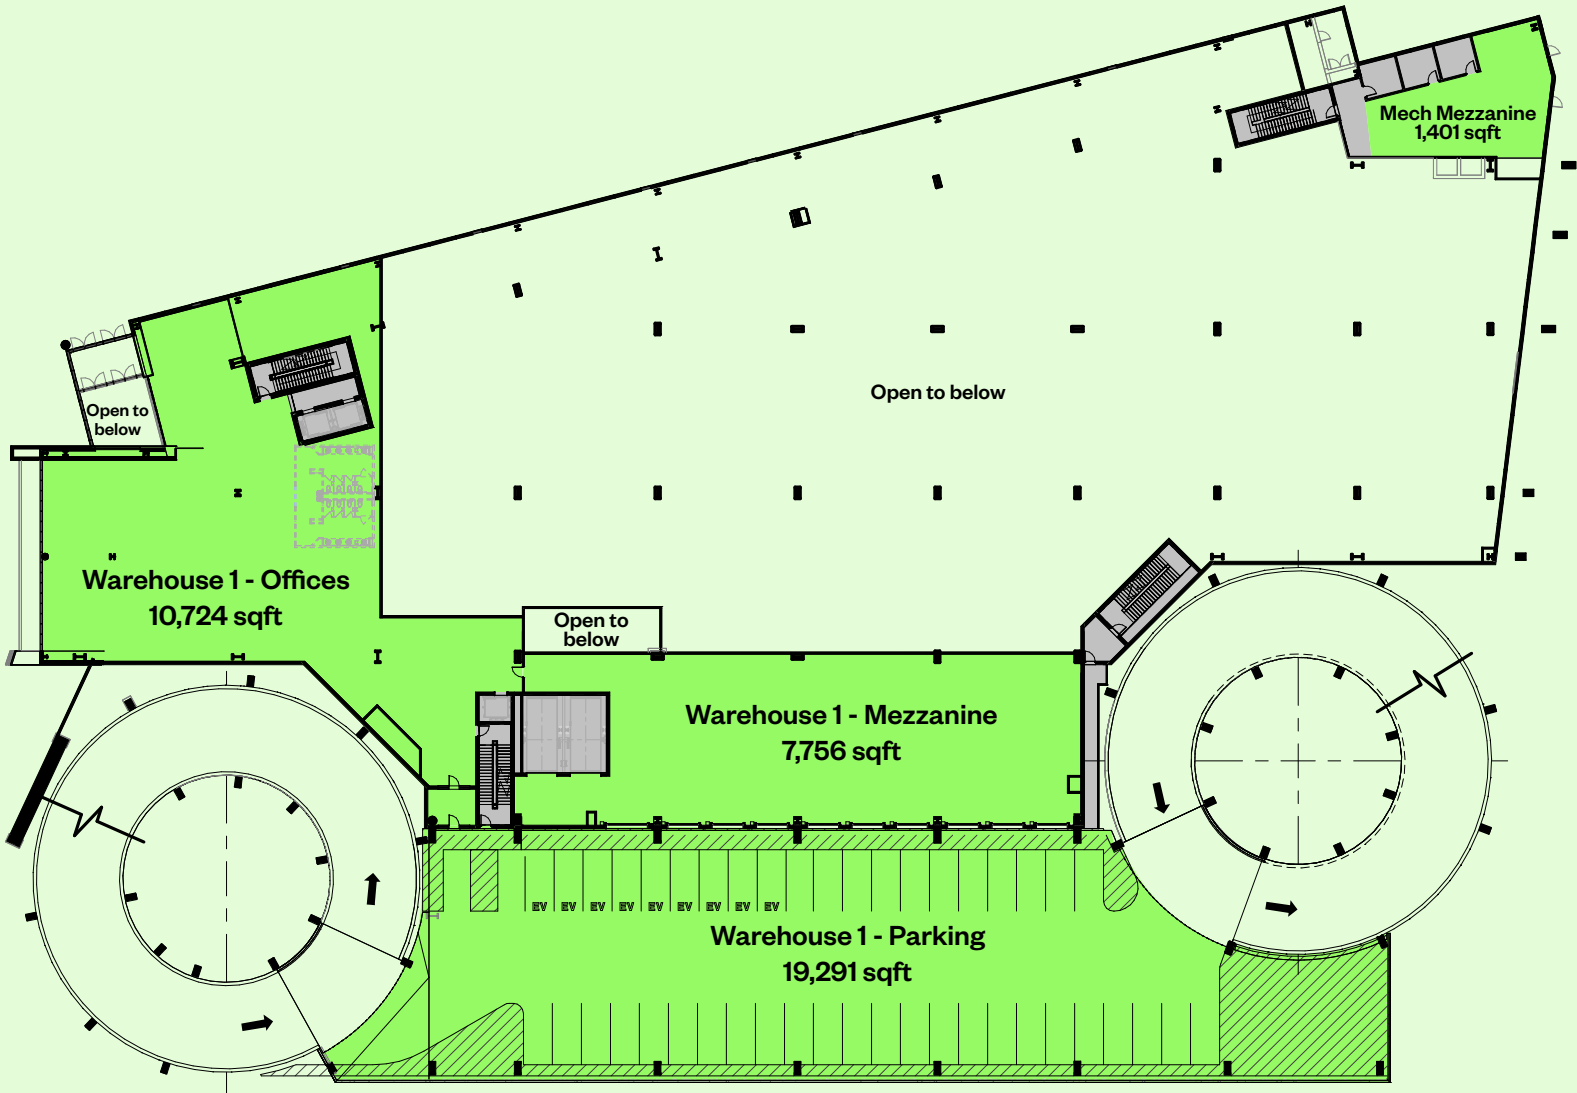 Mech Mezzanine
1,401 sqft
Open to below
Open to
below
Warehouse 1 - Offices
10,724 sqft
Open to
below
Warehouse 1 - Mezzanine
7,756 sqft
EV EV EV EV EV EV EV EV EV
Warehouse 1 - Parking
19,291 sqft